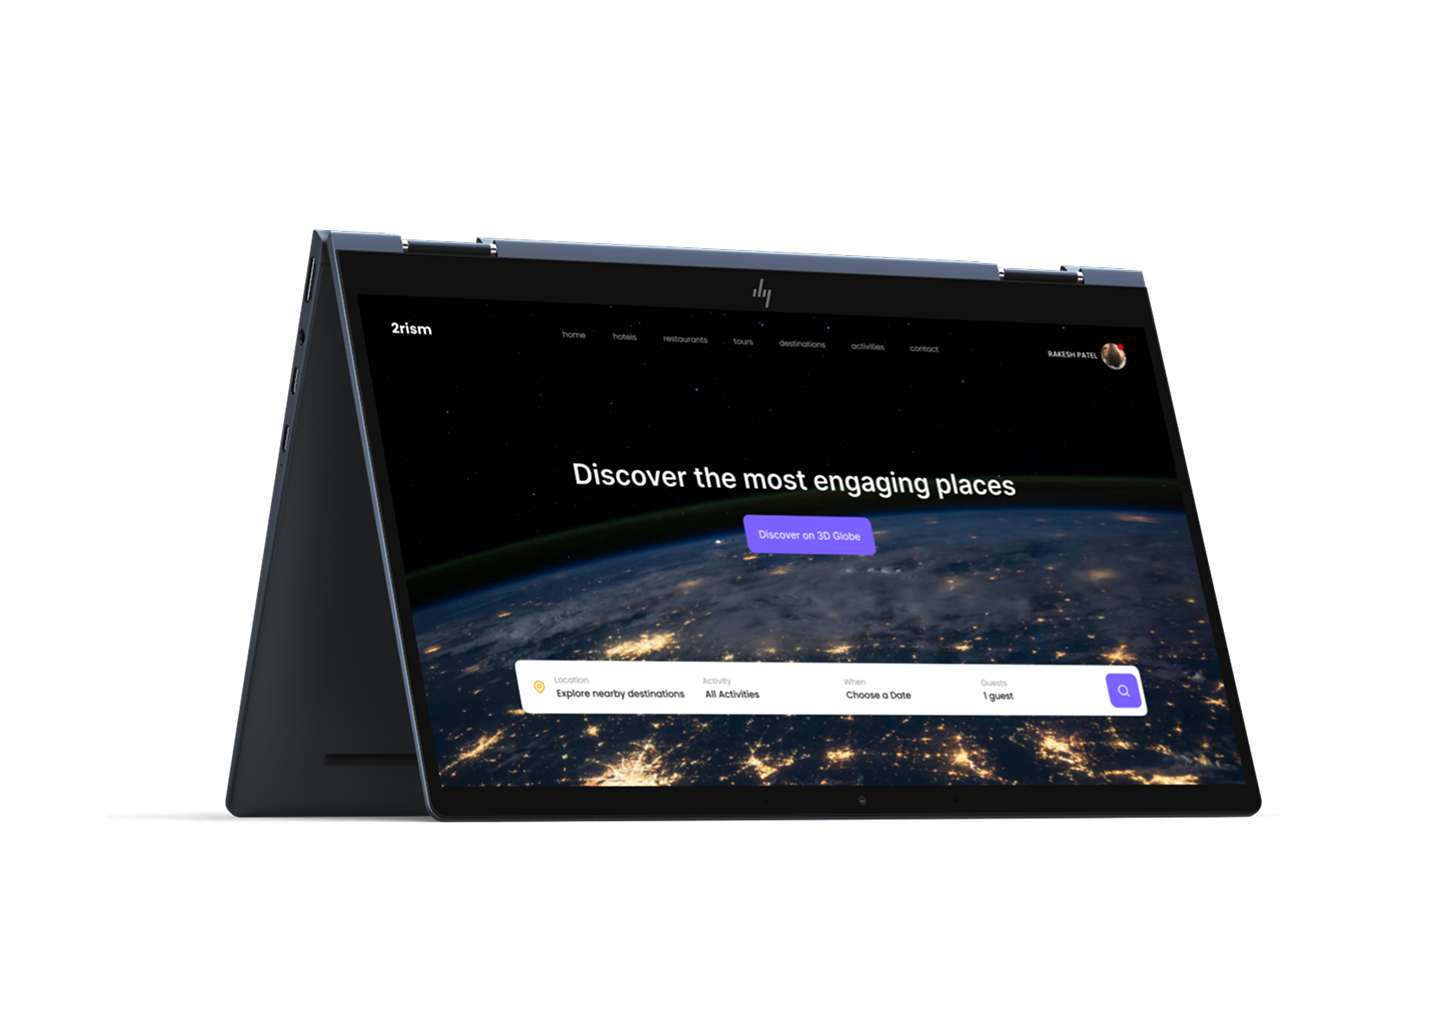 hp
2rism
home hotels restaurants tours destinations activities contact
RAKESH PATEL
Discover the most engaging places
Discover on 3D Globe
Location Activity When Guests
Explore nearby destinations All Activities Choose a Date 1 guest